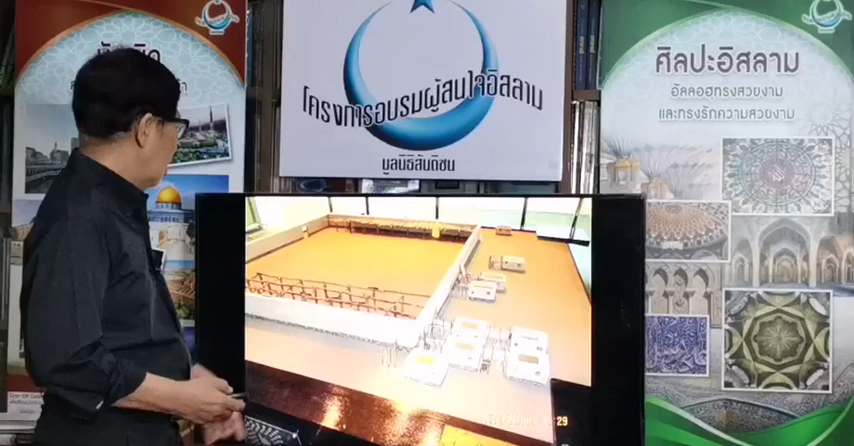 โครงการอบรมผู้สนใจอิสลาม
มูลนิธิสันติชน
ศิลปะอิสลาม
อัลลอฮฺทรงสวยงาม
และทรงรักความสวยงาม